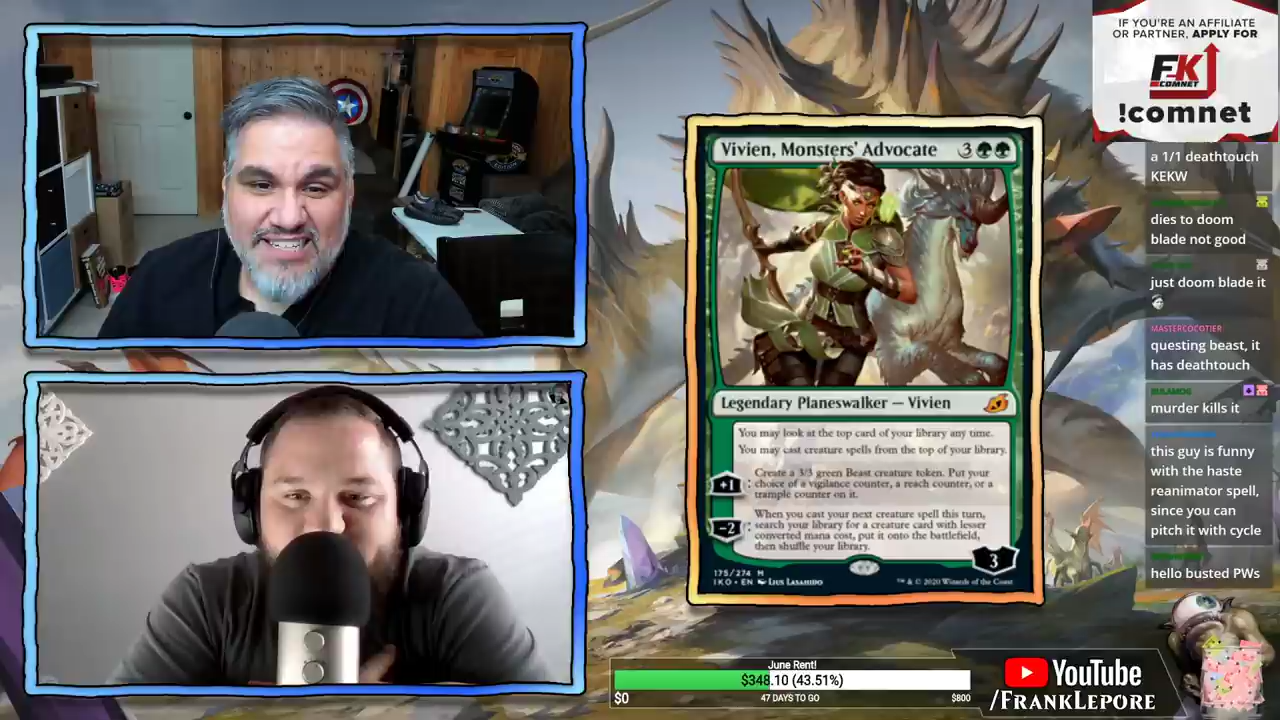 IF YOU'RE AN AFFILIATE
OR PARTNER, APPLY FOR
COMNET
!comnet
a 1/1 deathtouch
KEKW
dies to doom
blade not good
just doom blade it
MASTERCOCOTIER
questing beast, it
has deathtouch
murder kills it
this guy is funny
with the haste
reanimator spell,
since you can
pitch it with cycle
hello busted PWs
Vivien, Monsters' Advocate 3
Legendary Planeswalker — Vivien
You may look at the top card of your library any time.
You may cast creature spells from the top of your library.
+1: Create a 3/3 green Beast creature token. Put your
choice of a vigilance counter, a reach counter, or a
trample counter on it.
−2: When you cast your next creature spell this turn,
search your library for a creature card with lesser
converted mana cost, put it onto the battlefield,
then shuffle your library.
3
175/274 M
IKO • EN Lius Lasahido
™ & © 2020 Wizards of the Coast
June Rent!
$348.10 (43.51%)
$0 47 DAYS TO GO $800
YouTube
/FrankLepore